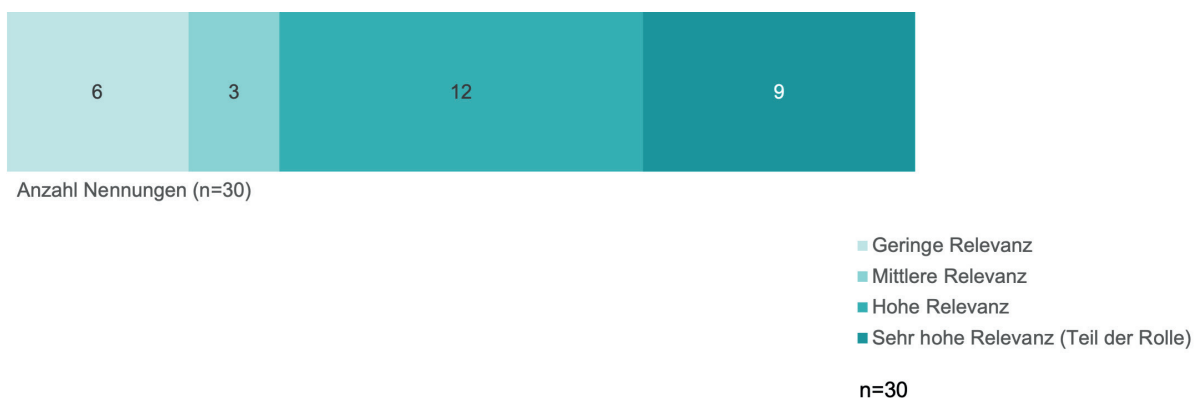 6
3
12
9
Anzahl Nennungen (n=30)
Geringe Relevanz
Mittlere Relevanz
Hohe Relevanz
Sehr hohe Relevanz (Teil der Rolle)
n=30